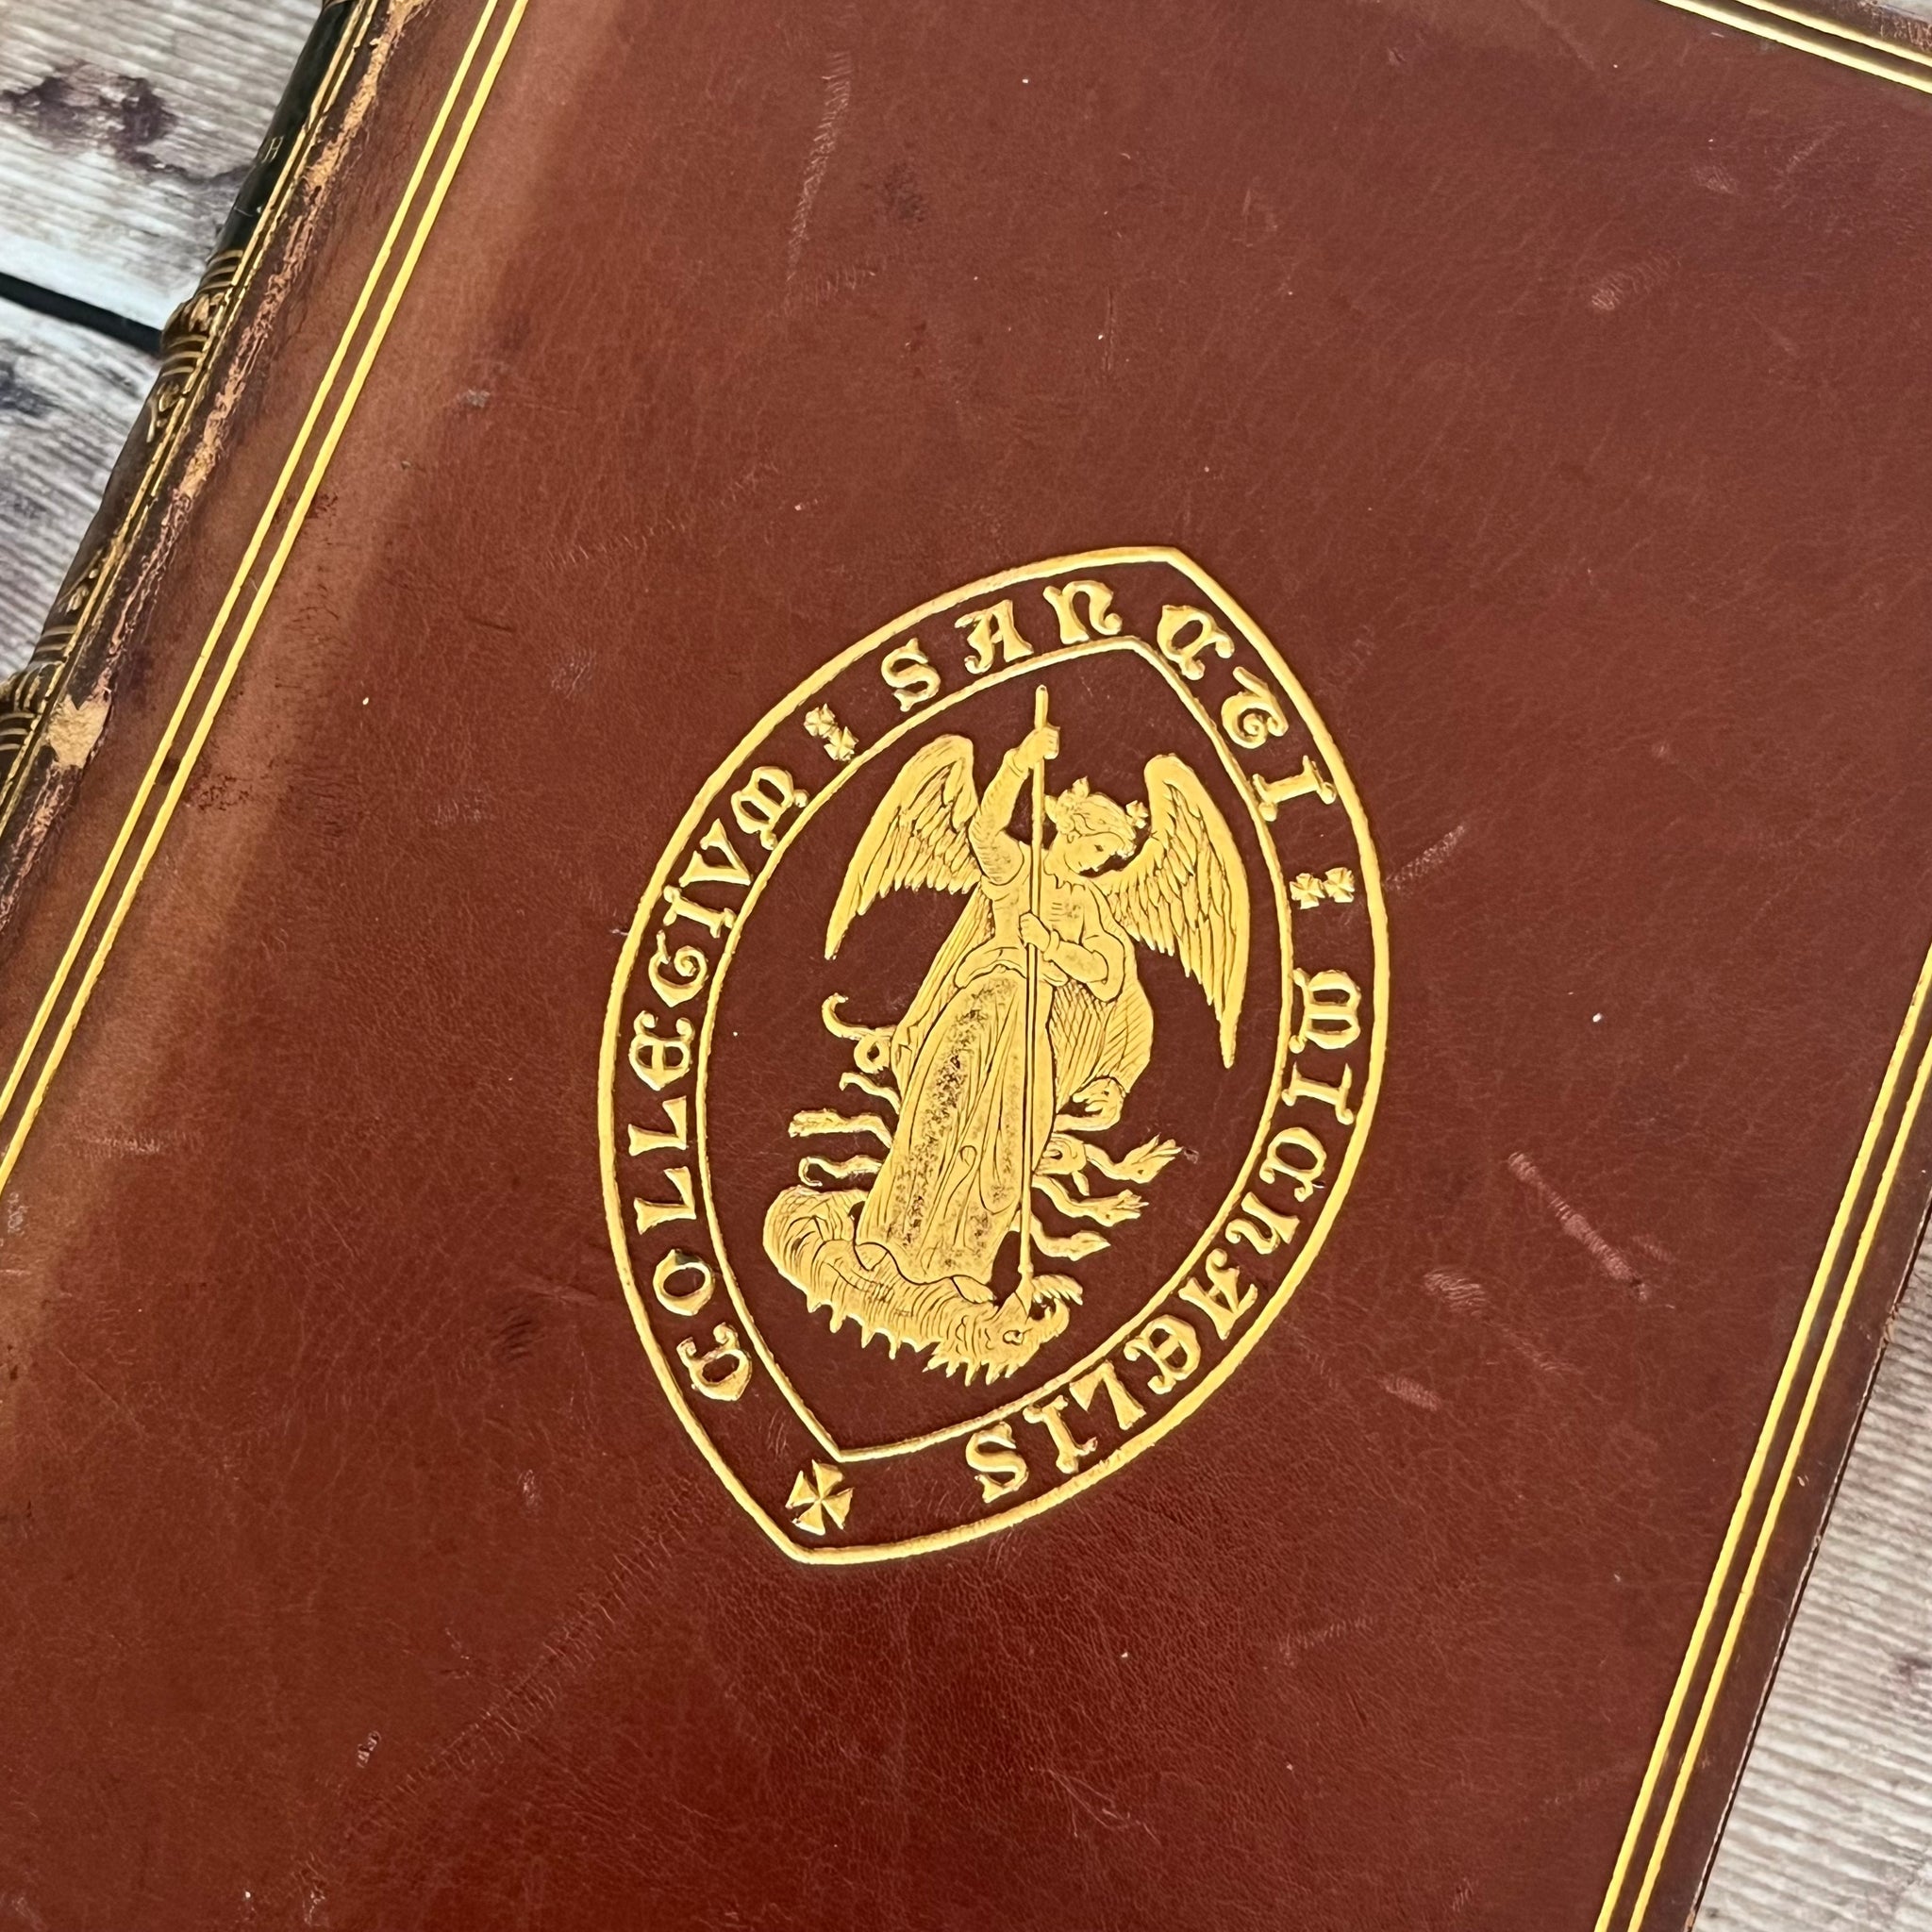 ✠ COLLEGIVM : SANCTI : MICHAELIS